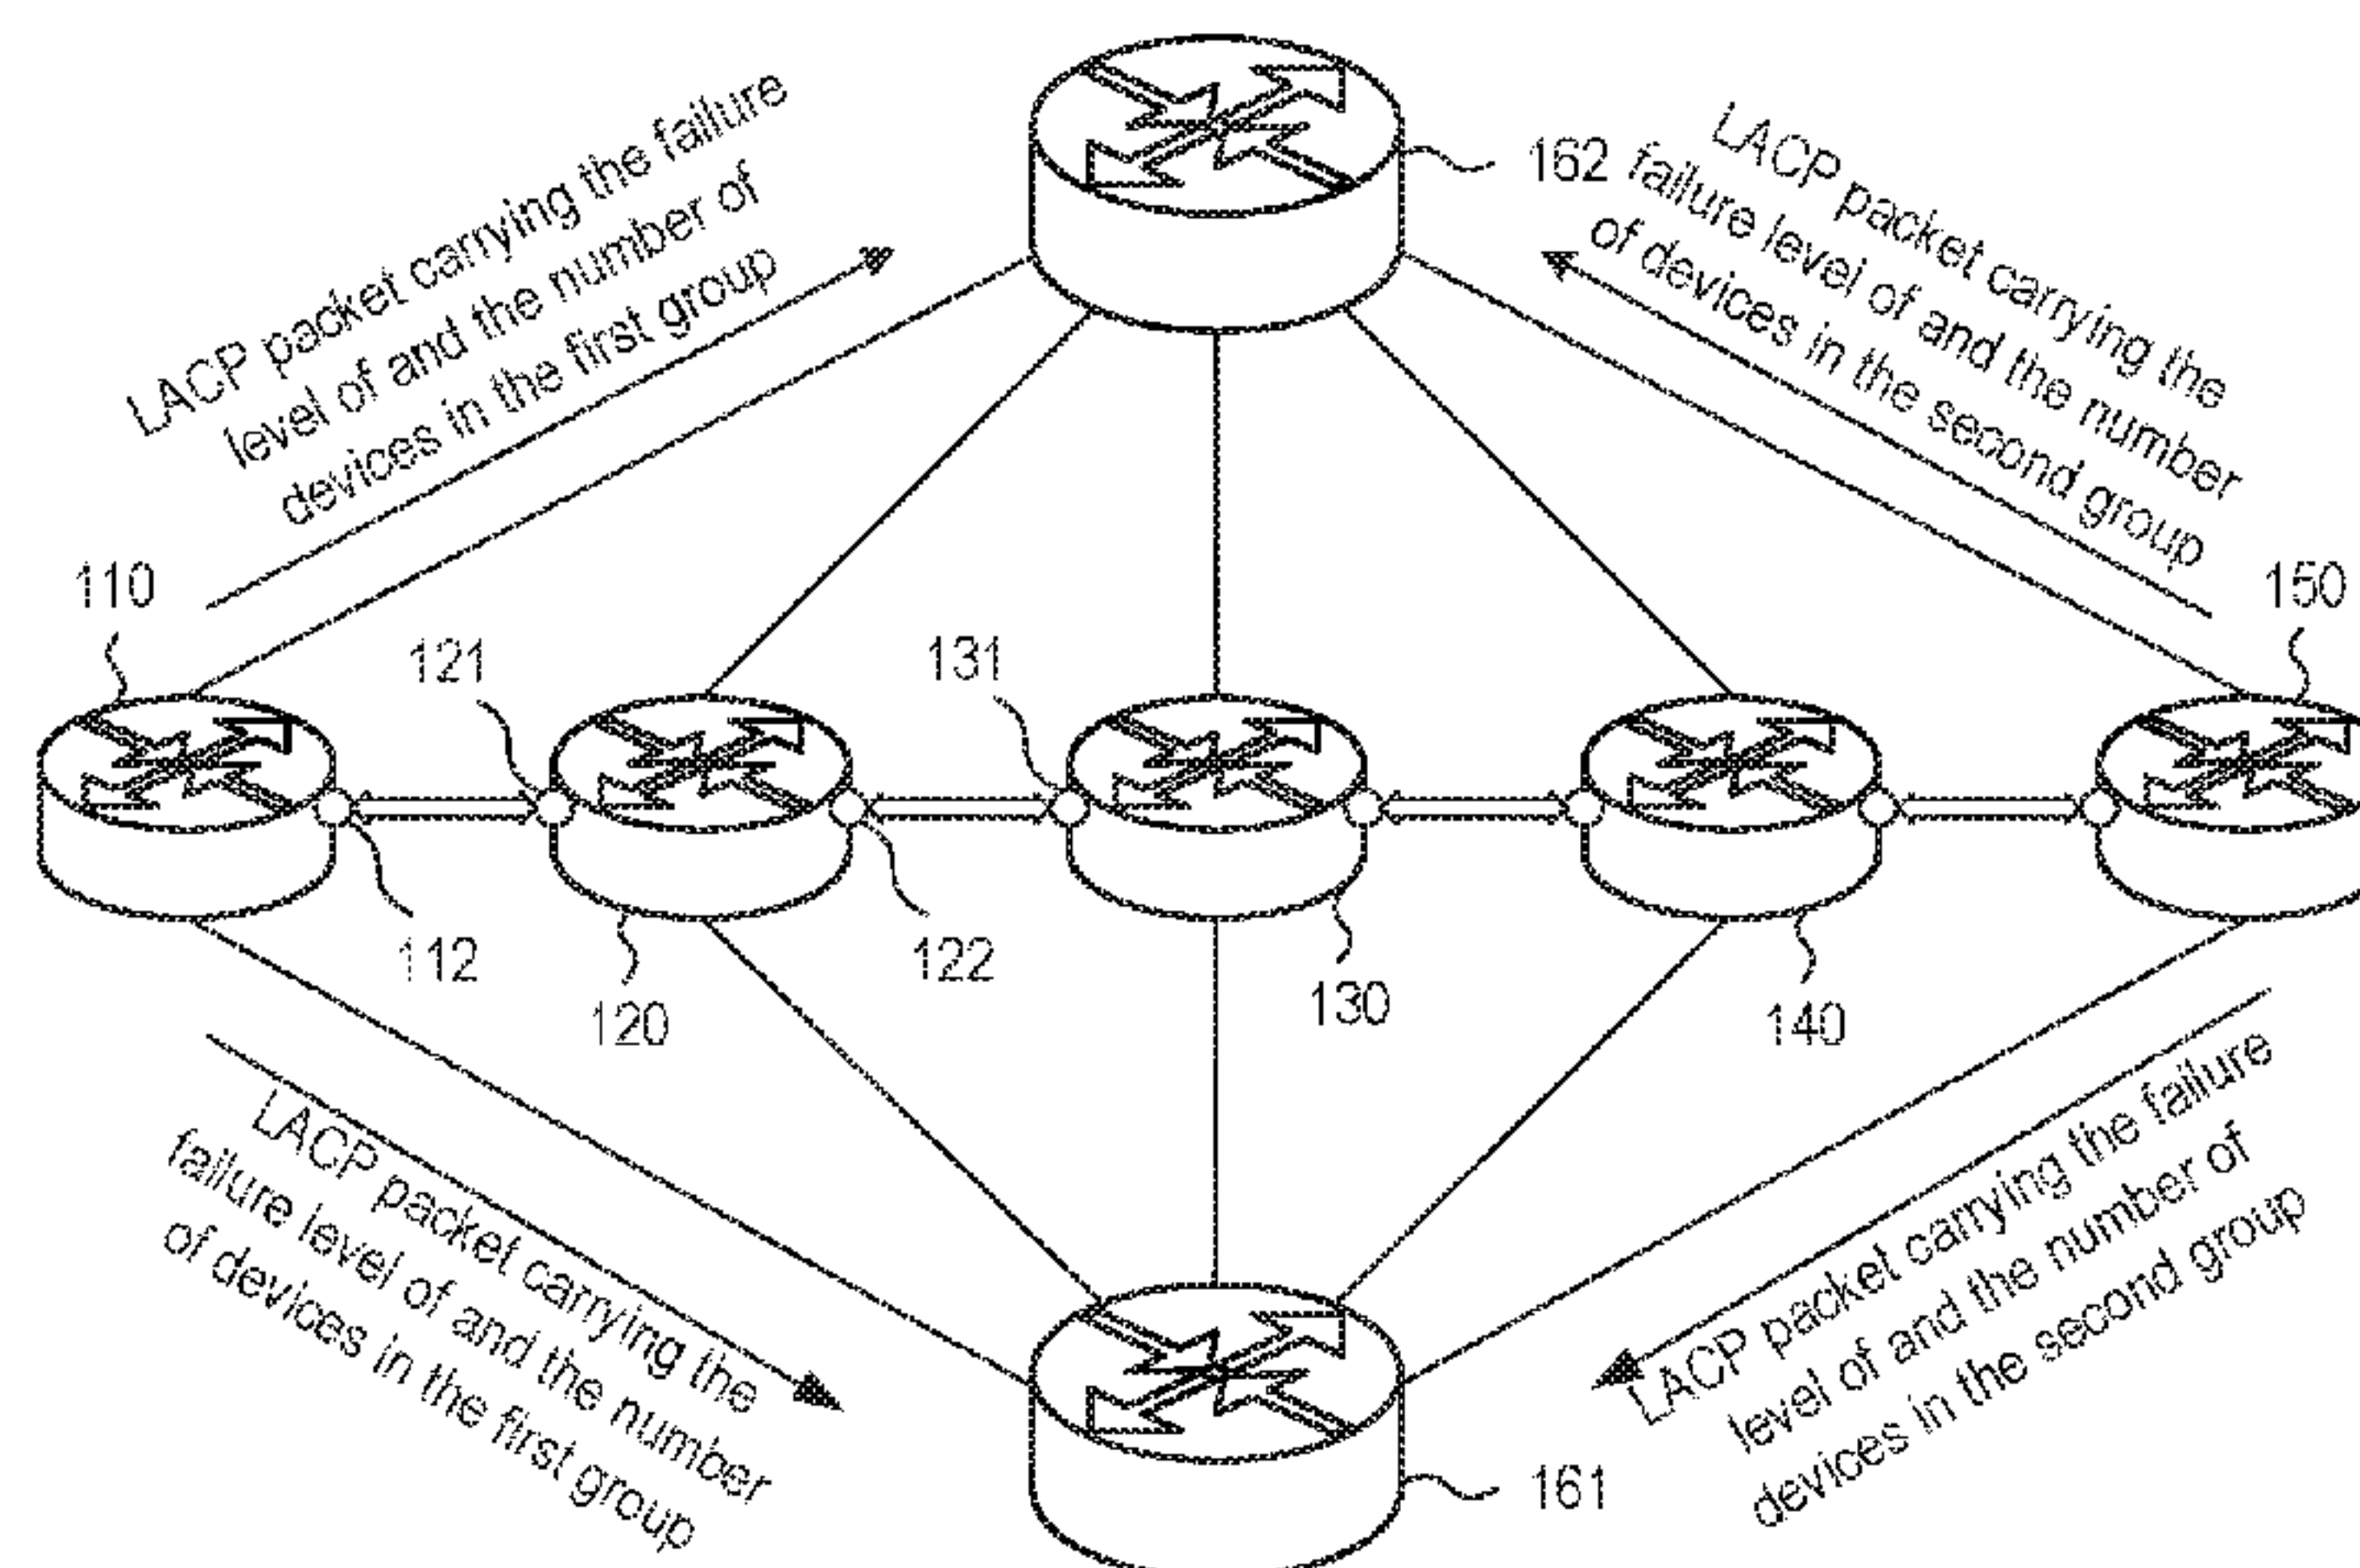 LACP packet carrying the failure
level of and the number of
devices in the first group
162
LACP packet carrying the
failure level of and the number
of devices in the second group
110
121
131
150
112
120
122
130
140
LACP packet carrying the
failure level of and the number
of devices in the first group
LACP packet carrying the failure
level of and the number of
devices in the second group
161